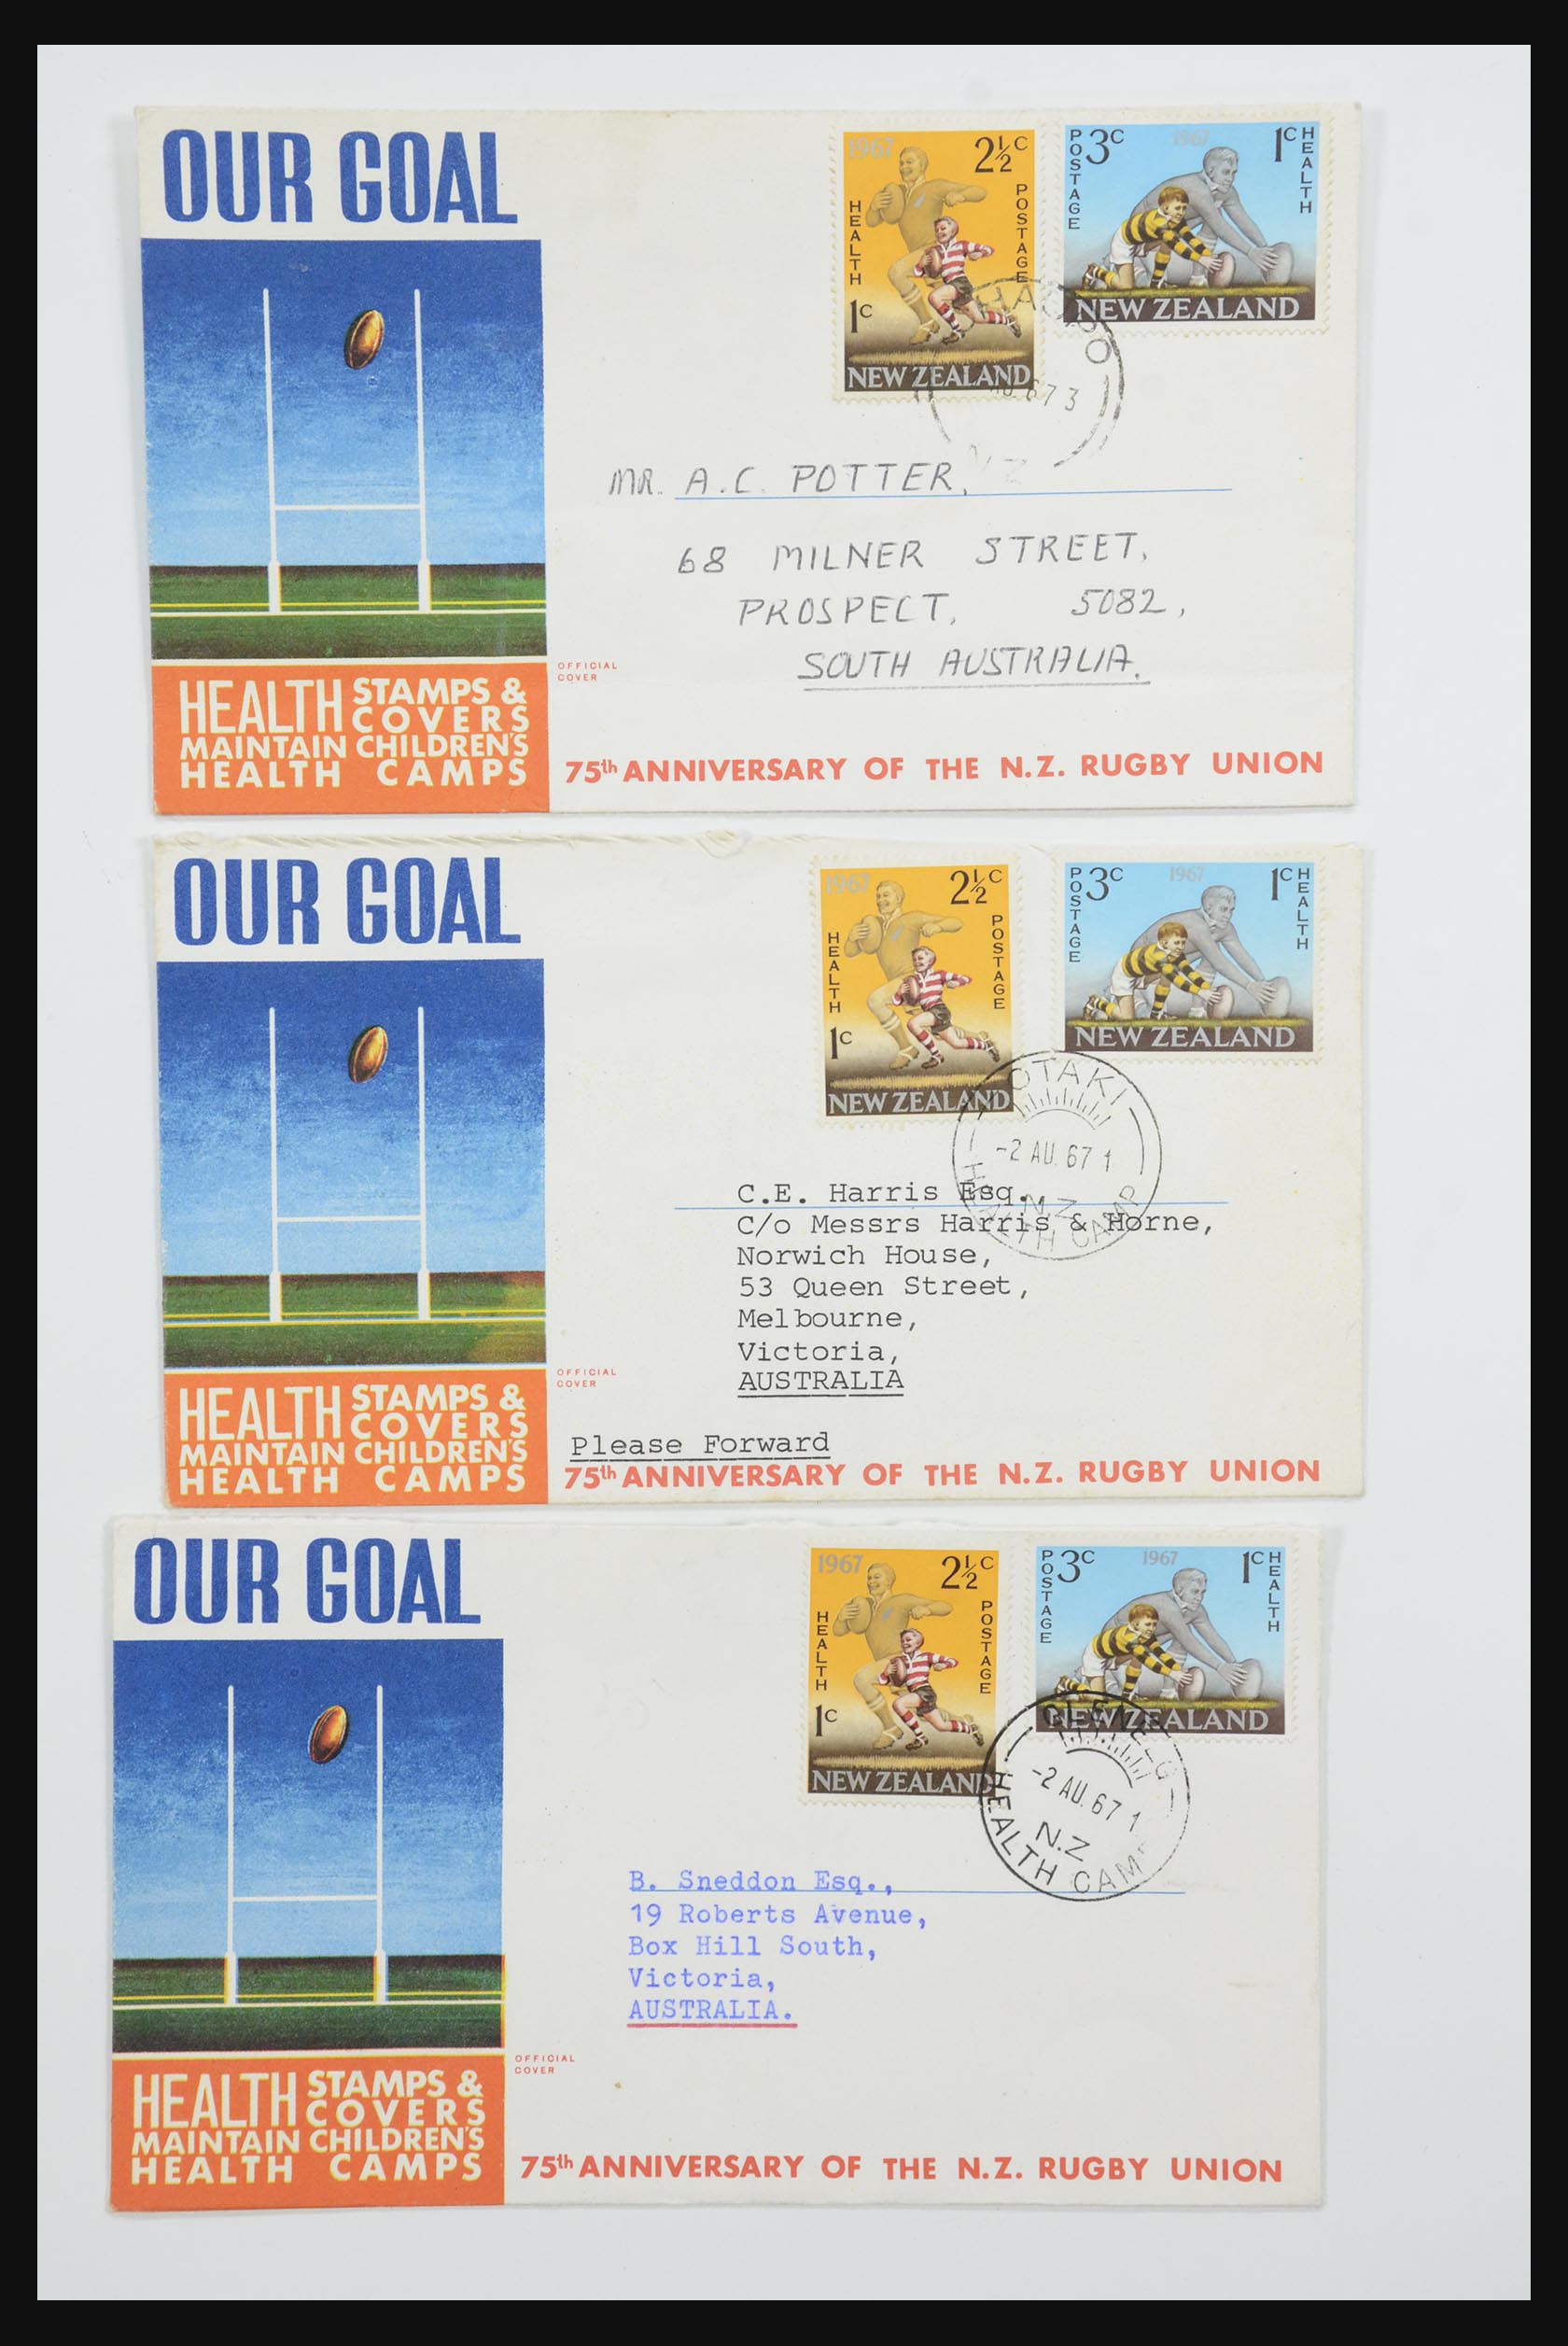 OUR GOAL
1967
2½c
HEALTH
POSTAGE
1c
NEW ZEALAND
POSTAGE
3c
1967
1c
HEALTH
NEW ZEALAND
67 3
NZ
MR. A.C. POTTER,
68 MILNER STREET,
PROSPECT, 5082,
SOUTH AUSTRALIA.
OFFICIAL
COVER
HEALTH STAMPS & COVERS
MAINTAIN CHILDREN'S
HEALTH CAMPS
75th ANNIVERSARY OF THE N.Z. RUGBY UNION
OUR GOAL
1967
2½c
HEALTH
POSTAGE
1c
NEW ZEALAND
POSTAGE
3c
1967
1c
HEALTH
NEW ZEALAND
OTAKI
-2 AU. 67 1
N.Z
HEALTH CAMP
C.E. Harris Esq.,
C/o Messrs Harris & Horne,
Norwich House,
53 Queen Street,
Melbourne,
Victoria,
AUSTRALIA
OFFICIAL
COVER
Please Forward
HEALTH STAMPS & COVERS
MAINTAIN CHILDREN'S
HEALTH CAMPS
75th ANNIVERSARY OF THE N.Z. RUGBY UNION
OUR GOAL
1967
2½c
HEALTH
POSTAGE
1c
NEW ZEALAND
POSTAGE
3c
1967
1c
HEALTH
NEW ZEALAND
-2 AU. 67 1
N.Z
HEALTH CAMP
B. Sneddon Esq.,
19 Roberts Avenue,
Box Hill South,
Victoria,
AUSTRALIA.
OFFICIAL
COVER
HEALTH STAMPS & COVERS
MAINTAIN CHILDREN'S
HEALTH CAMPS
75th ANNIVERSARY OF THE N.Z. RUGBY UNION